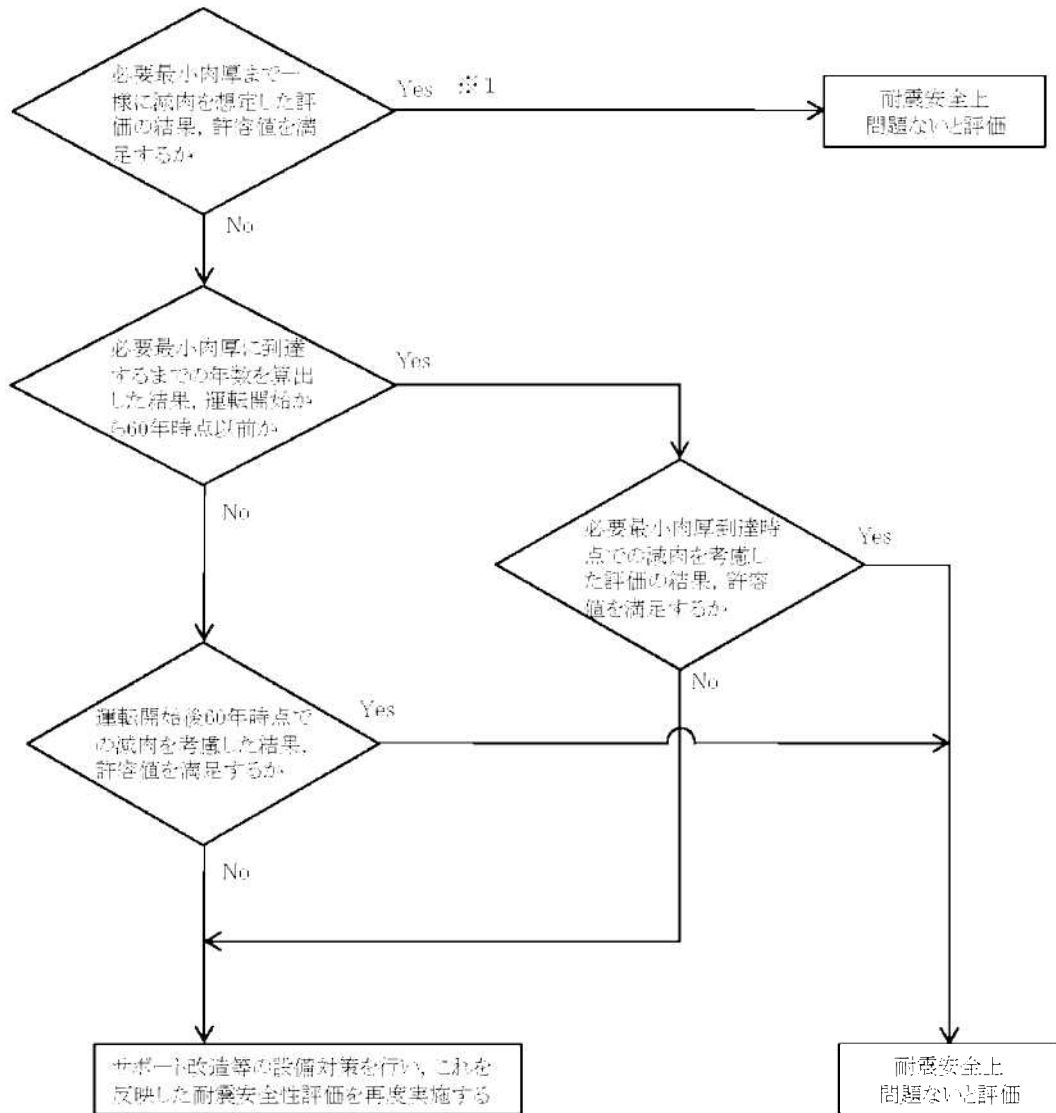 必要最小肉厚まで一
様に減肉を想定した評
価の結果，許容値を満
足するか
Yes ※1
耐震安全上
問題ないと評価
No
必要最小肉厚に到達
するまでの年数を算出
した結果，運転開始か
ら60年時点以前か
Yes
No
必要最小肉厚到達時
点での減肉を考慮し
た評価の結果，許容
値を満足するか
Yes
No
運転開始後60年時点で
の減肉を考慮した結果，
許容値を満足するか
Yes
No
サポート改造等の設備対策を行い，これを
反映した耐震安全性評価を再度実施する
耐震安全上
問題ないと評価